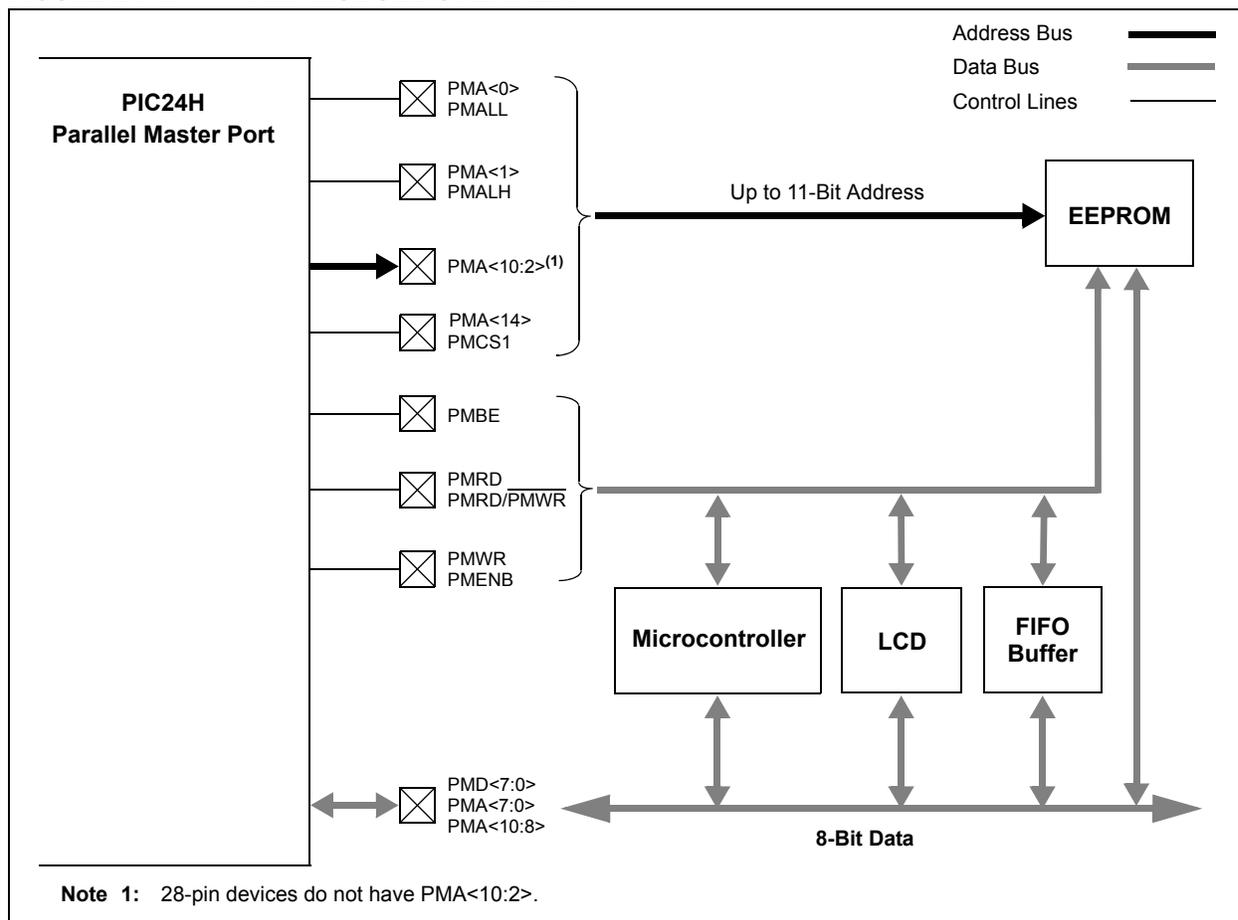 Address Bus
Data Bus
Control Lines
PIC24H
Parallel Master Port
PMA<0>
PMALL
PMA<1>
PMALH
PMA<10:2>(1)
PMA<14>
PMCS1
Up to 11-Bit Address
EEPROM
PMBE
PMRD
PMRD/PMWR
PMWR
PMENB
Microcontroller
LCD
FIFO
Buffer
PMD<7:0>
PMA<7:0>
PMA<10:8>
8-Bit Data
Note 1: 28-pin devices do not have PMA<10:2>.